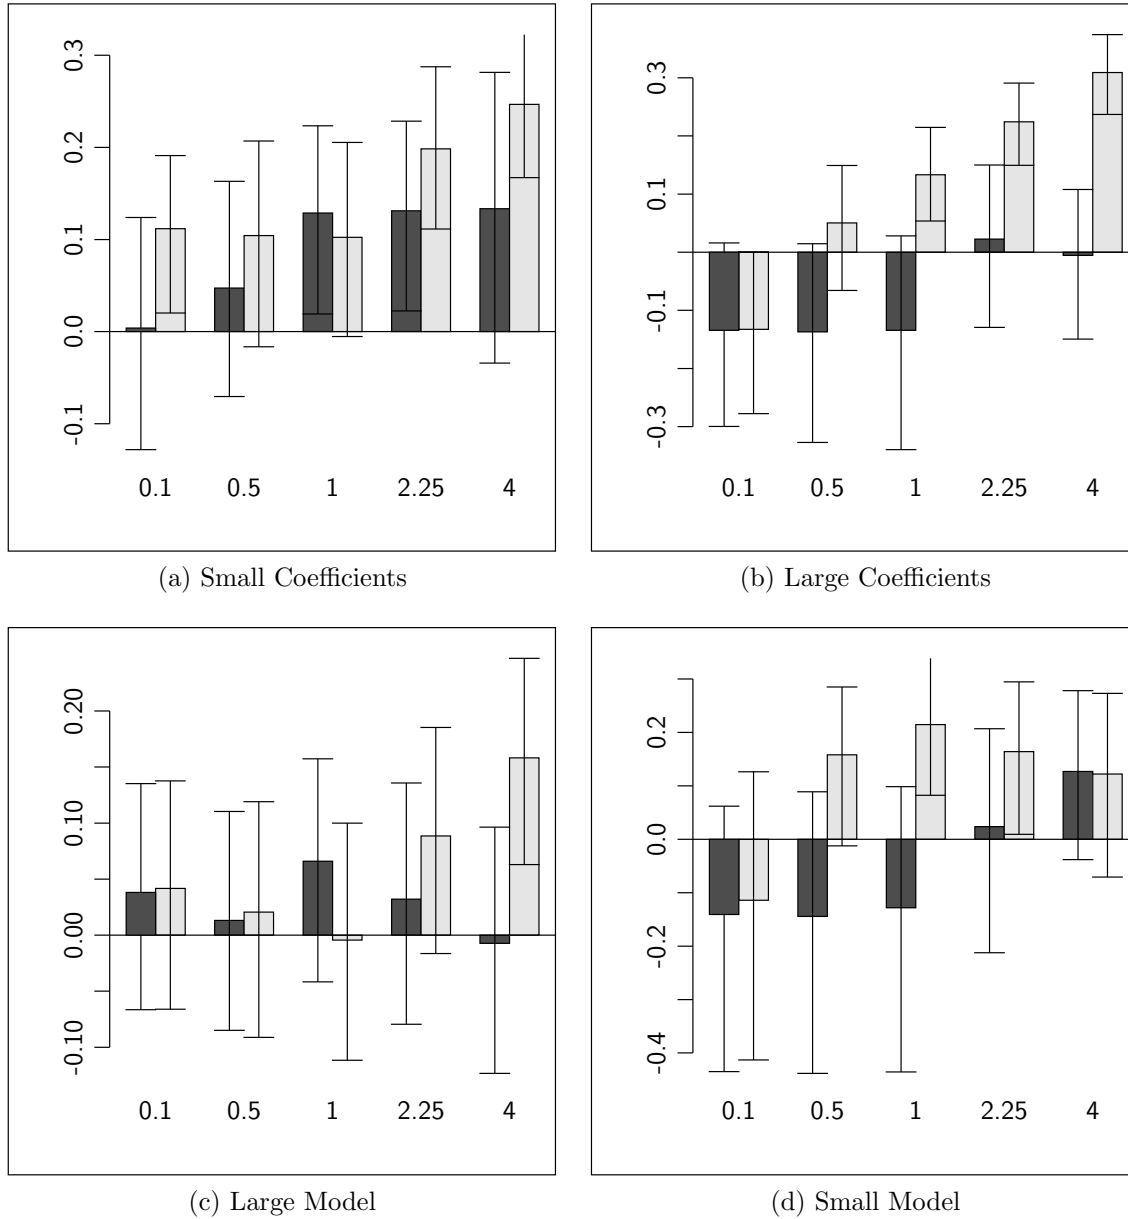 0.3
0.2
0.1
0.0
-0.1
0.1 0.5 1 2.25 4
(a) Small Coefficients
0.3
0.1
-0.1
-0.3
0.1 0.5 1 2.25 4
(b) Large Coefficients
0.20
0.10
0.00
-0.10
0.1 0.5 1 2.25 4
(c) Large Model
0.2
0.0
-0.2
-0.4
0.1 0.5 1 2.25 4
(d) Small Model